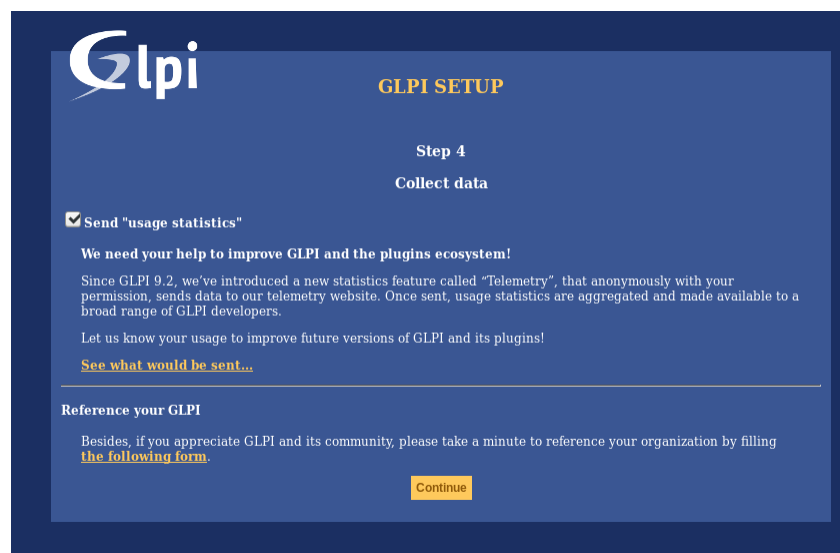 Glpi
GLPI SETUP
Step 4
Collect data
Send "usage statistics"
We need your help to improve GLPI and the plugins ecosystem!
Since GLPI 9.2, we’ve introduced a new statistics feature called “Telemetry”, that anonymously with your
permission, sends data to our telemetry website. Once sent, usage statistics are aggregated and made available to a
broad range of GLPI developers.
Let us know your usage to improve future versions of GLPI and its plugins!
See what would be sent...
Reference your GLPI
Besides, if you appreciate GLPI and its community, please take a minute to reference your organization by filling
the following form.
Continue